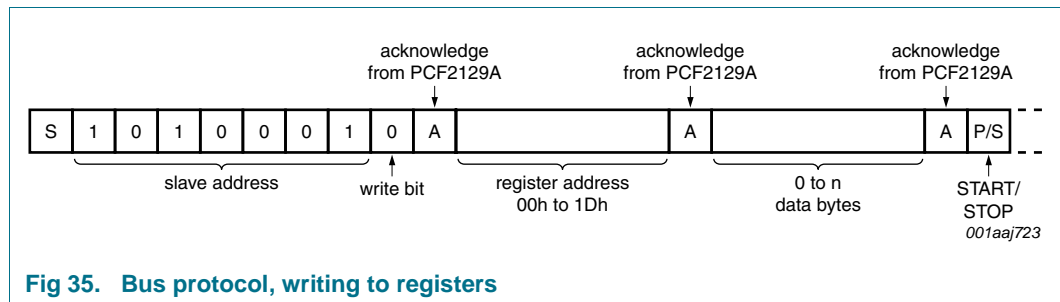 acknowledge
from PCF2129A
acknowledge
from PCF2129A
acknowledge
from PCF2129A
S 1 0 1 0 0 0 1 0 A A A P/S
slave address
write bit
register address
00h to 1Dh
0 to n
data bytes
START/
STOP
001aaj723
Fig 35. Bus protocol, writing to registers